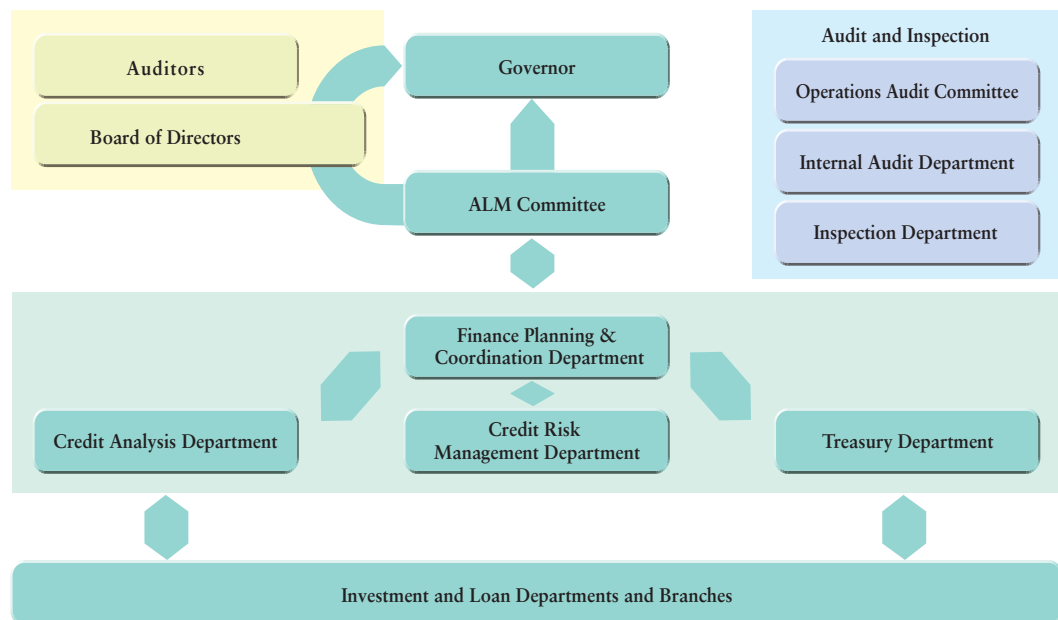 Auditors
Board of Directors
Governor
ALM Committee
Audit and Inspection
Operations Audit Committee
Internal Audit Department
Inspection Department
Finance Planning &
Coordination Department
Credit Analysis Department
Credit Risk
Management Department
Treasury Department
Investment and Loan Departments and Branches